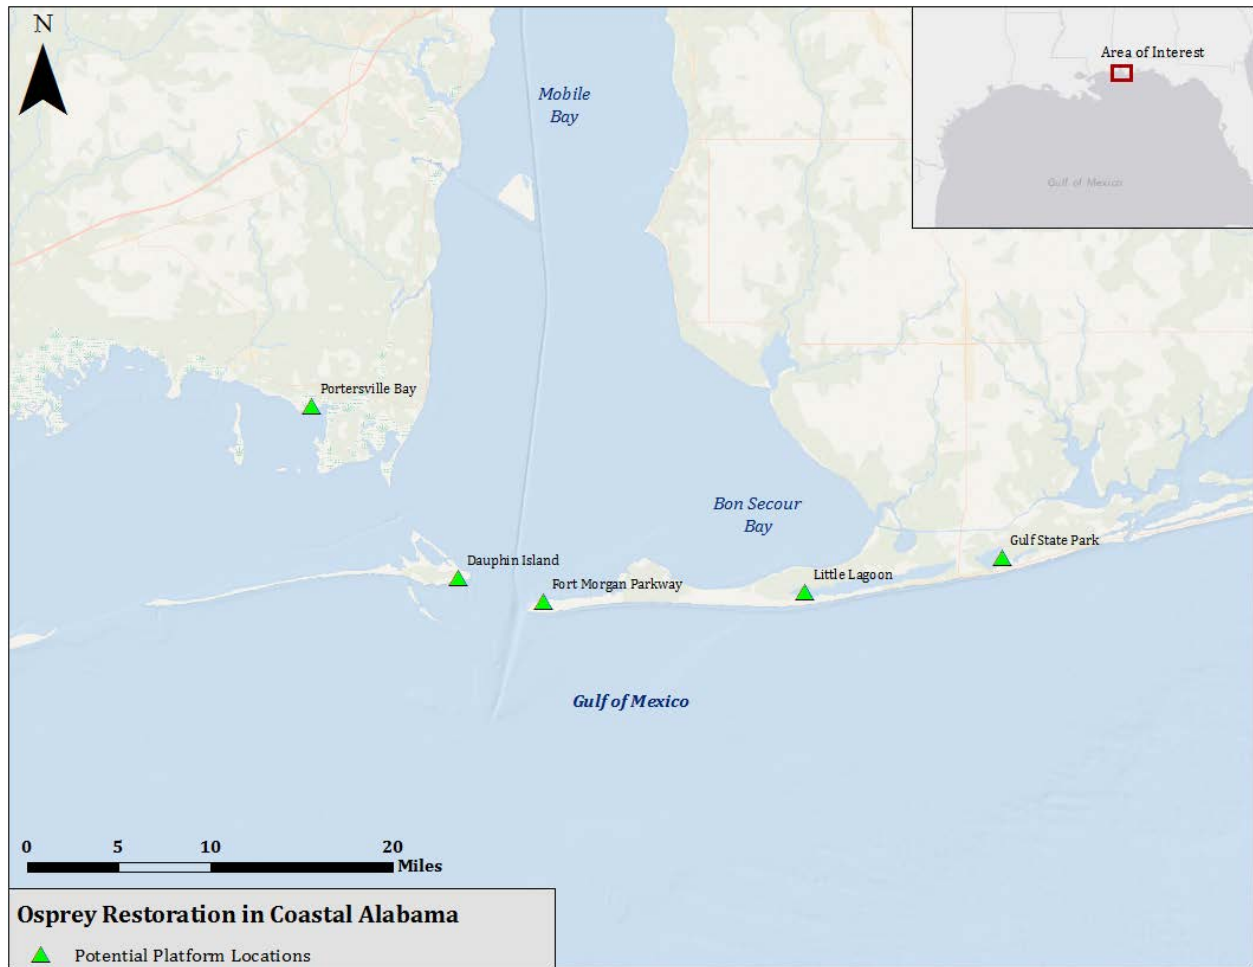 N
Mobile
Bay
Area of Interest
Gulf of Mexico
Portersville Bay
Bon Secour
Bay
Gulf State Park
Dauphin Island
Fort Morgan Parkway
Little Lagoon
Gulf of Mexico
0 5 10 20
Miles
Osprey Restoration in Coastal Alabama
Potential Platform Locations